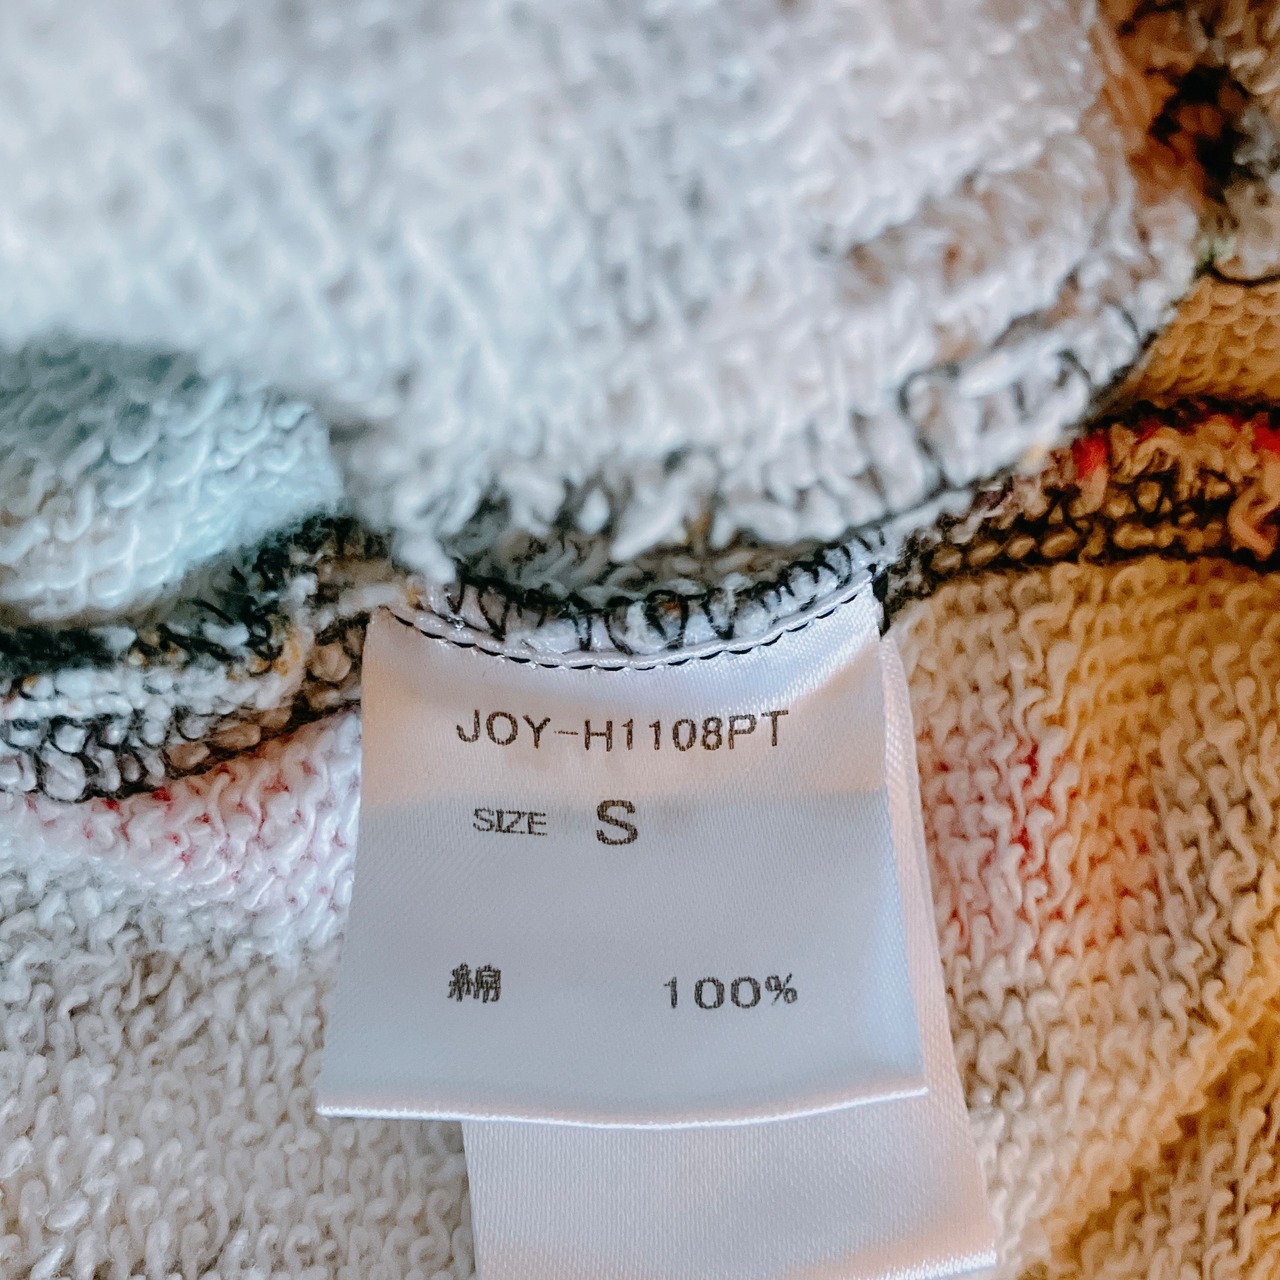 JOY-H1108PT
SIZE S
綿 100%